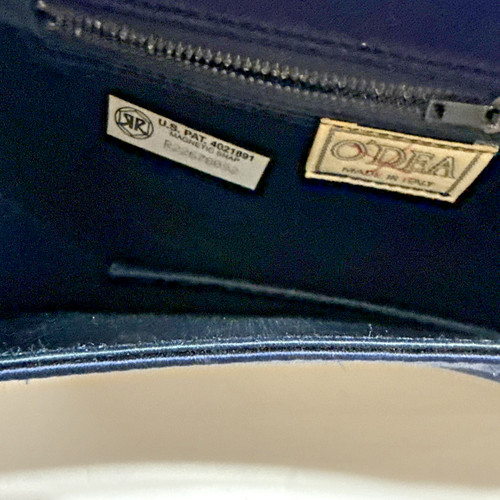 RR
U.S. PAT. 4021891
MAGNETIC SNAP
O'DEA
MADE IN ITALY